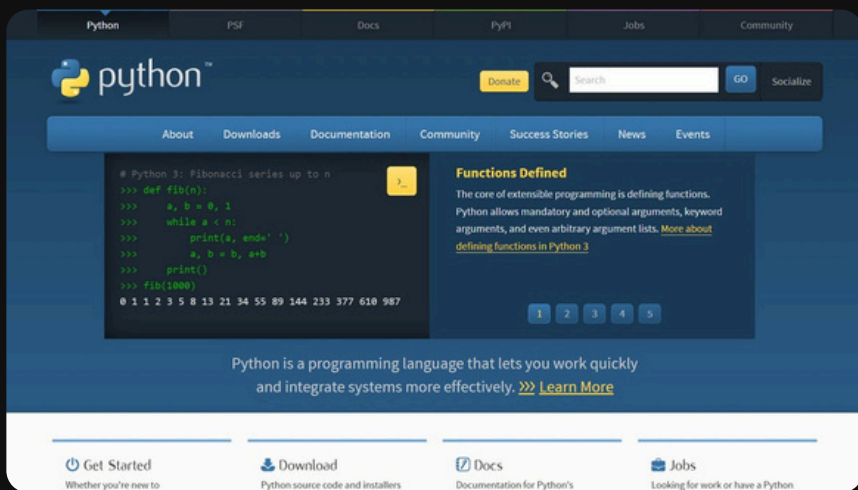 Python PSF Docs PyPI Jobs Community
python™
Donate Search GO Socialize
About Downloads Documentation Community Success Stories News Events
# Python 3: Fibonacci series up to n
>>> def fib(n):
>>>     a, b = 0, 1
>>>     while a < n:
>>>         print(a, end=' ')
>>>         a, b = b, a+b
>>>     print()
>>> fib(1000)
0 1 1 2 3 5 8 13 21 34 55 89 144 233 377 610 987
>_
Functions Defined
The core of extensible programming is defining functions.
Python allows mandatory and optional arguments, keyword
arguments, and even arbitrary argument lists. More about
defining functions in Python 3
1 2 3 4 5
Python is a programming language that lets you work quickly
and integrate systems more effectively. >>> Learn More
Get Started
Whether you're new to
Download
Python source code and installers
Docs
Documentation for Python's
Jobs
Looking for work or have a Python